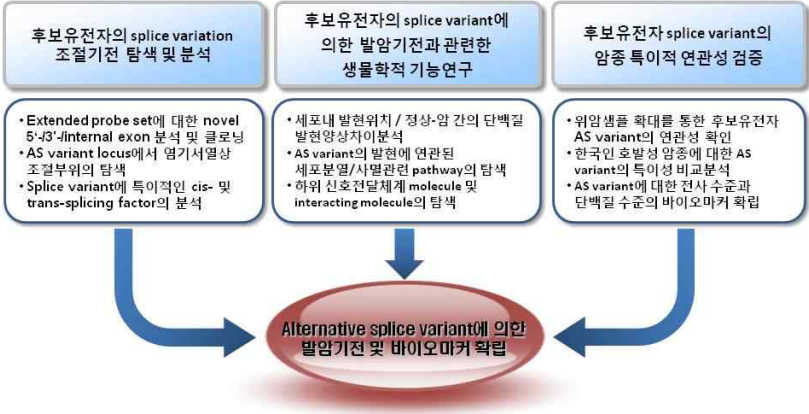 후보유전자의 splice variation
조절기전 탐색 및 분석
• Extended probe set에 대한 novel
5‘-/3’-/internal exon 분석 및 클로닝
• AS variant locus에서 염기서열상
조절부위의 탐색
• Splice variant에 특이적인 cis- 및
trans-splicing factor의 분석
후보유전자의 splice variant에
의한 발암기전과 관련한
생물학적 기능연구
• 세포내 발현위치 / 정상-암 간의 단백질
발현양상차이분석
• AS variant의 발현에 연관된
세포분열/사멸관련 pathway의 탐색
• 하위 신호전달체계 molecule 및
interacting molecule의 탐색
후보유전자 splice variant의
암종 특이적 연관성 검증
• 위암샘플 확대를 통한 후보유전자
AS variant의 연관성 확인
• 한국인 호발성 암종에 대한 AS
variant의 특이성 비교분석
• AS variant에 대한 전사 수준과
단백질 수준의 바이오마커 확립
Alternative splice variant에 의한
발암기전 및 바이오마커 확립